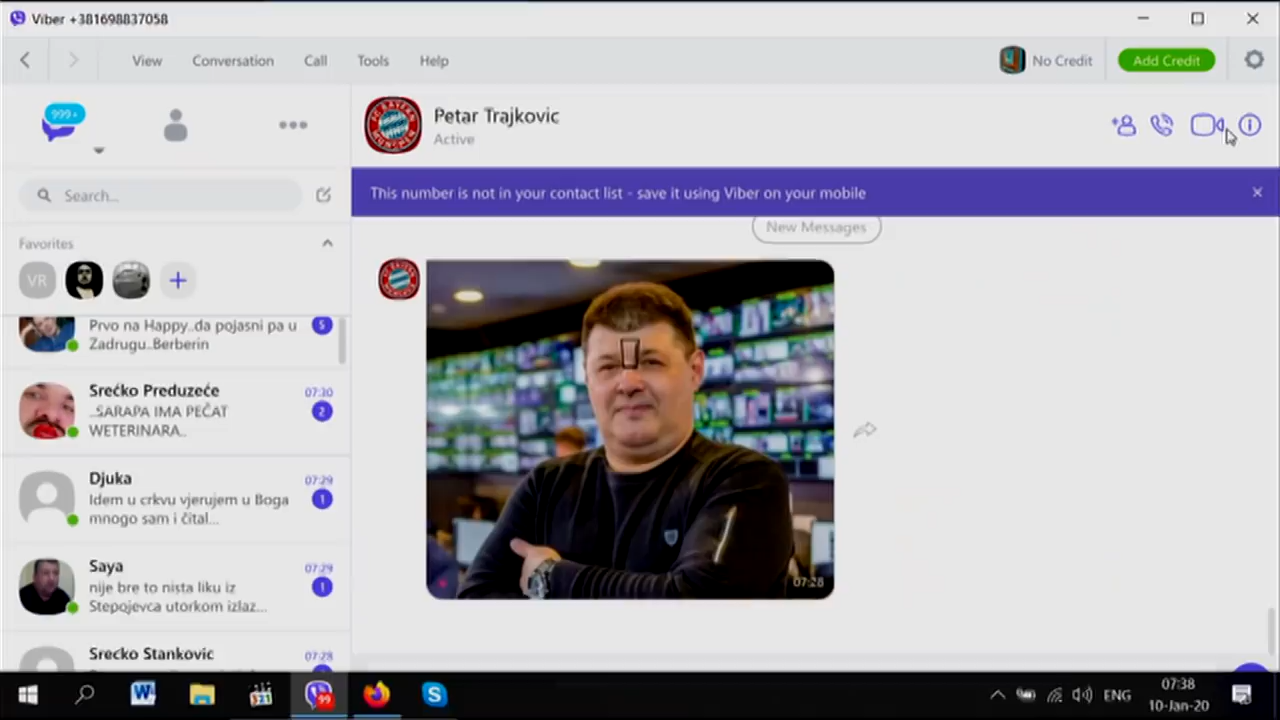 Viber +381698837058
View Conversation Call Tools Help
No Credit
Add Credit
999+
Petar Trajkovic
Active
Search...
This number is not in your contact list - save it using Viber on your mobile
Favorites
VR
New Messages
Prvo na Happy..da pojasni pa u
Zadrugu..Berberin
5
Srećko Preduzeće
07:30
..SARAPA IMA PEČAT
WETERINARA..
2
Djuka
07:29
Idem u crkvu vjerujem u Boga
mnogo sam i čital...
1
Saya
07:29
nije bre to nista liku iz
Stepojevca utorkom izlaz...
1
07:28
Srecko Stankovic
07:28
99
ENG
07:38
10-Jan-20